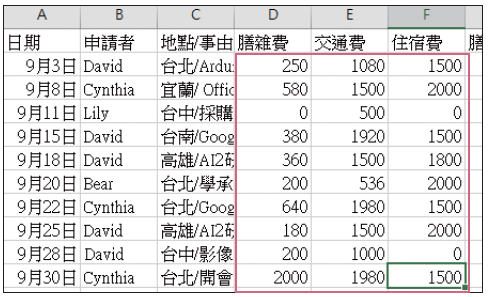 A B C D E F
日期 申請者 地點/事由 膳雜費 交通費 住宿費 膳
9月3日 David 台北/Ardu 250 1080 1500
9月8日 Cynthia 宜蘭/ Offic 580 1500 2000
9月11日 Lily 台中/採購 0 500 0
9月15日 David 台南/Goog 380 1920 1500
9月18日 David 高雄/AI2研 360 1500 1800
9月20日 Bear 台北/學承 200 536 2000
9月22日 Cynthia 台北/Goog 640 1980 1500
9月25日 David 高雄/AI2研 180 1500 2000
9月28日 David 台中/影像 200 1000 0
9月30日 Cynthia 台北/開會 2000 1980 1500